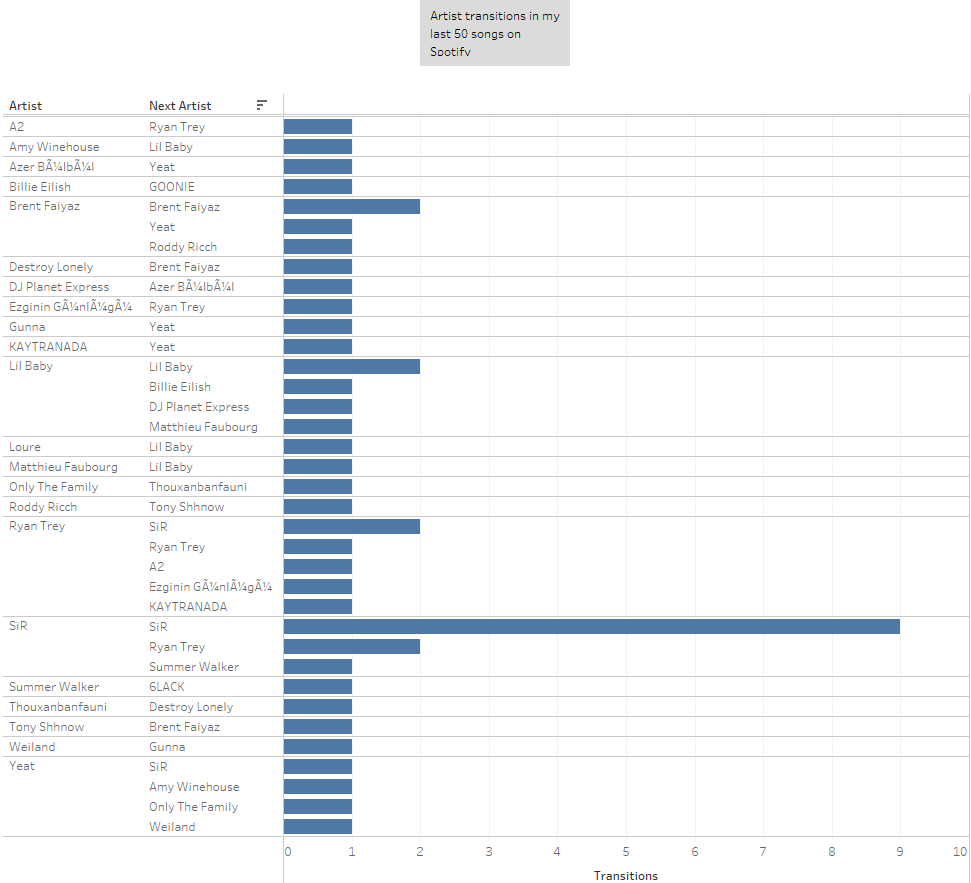 Artist transitions in my
last 50 songs on
Spotify
Artist Next Artist
A2 Ryan Trey
Amy Winehouse Lil Baby
Azer BÃ¼lbÃ¼l Yeat
Billie Eilish GOONIE
Brent Faiyaz Brent Faiyaz
Yeat
Roddy Ricch
Destroy Lonely Brent Faiyaz
DJ Planet Express Azer BÃ¼lbÃ¼l
Ezginin GÃ¼nlÃ¼gÃ¼ Ryan Trey
Gunna Yeat
KAYTRANADA Yeat
Lil Baby Lil Baby
Billie Eilish
DJ Planet Express
Matthieu Faubourg
Loure Lil Baby
Matthieu Faubourg Lil Baby
Only The Family Thouxanbanfauni
Roddy Ricch Tony Shhnow
Ryan Trey SiR
Ryan Trey
A2
Ezginin GÃ¼nlÃ¼gÃ¼
KAYTRANADA
SiR SiR
Ryan Trey
Summer Walker
Summer Walker 6LACK
Thouxanbanfauni Destroy Lonely
Tony Shhnow Brent Faiyaz
Weiland Gunna
Yeat SiR
Amy Winehouse
Only The Family
Weiland
0 1 2 3 4 5 6 7 8 9 10
Transitions